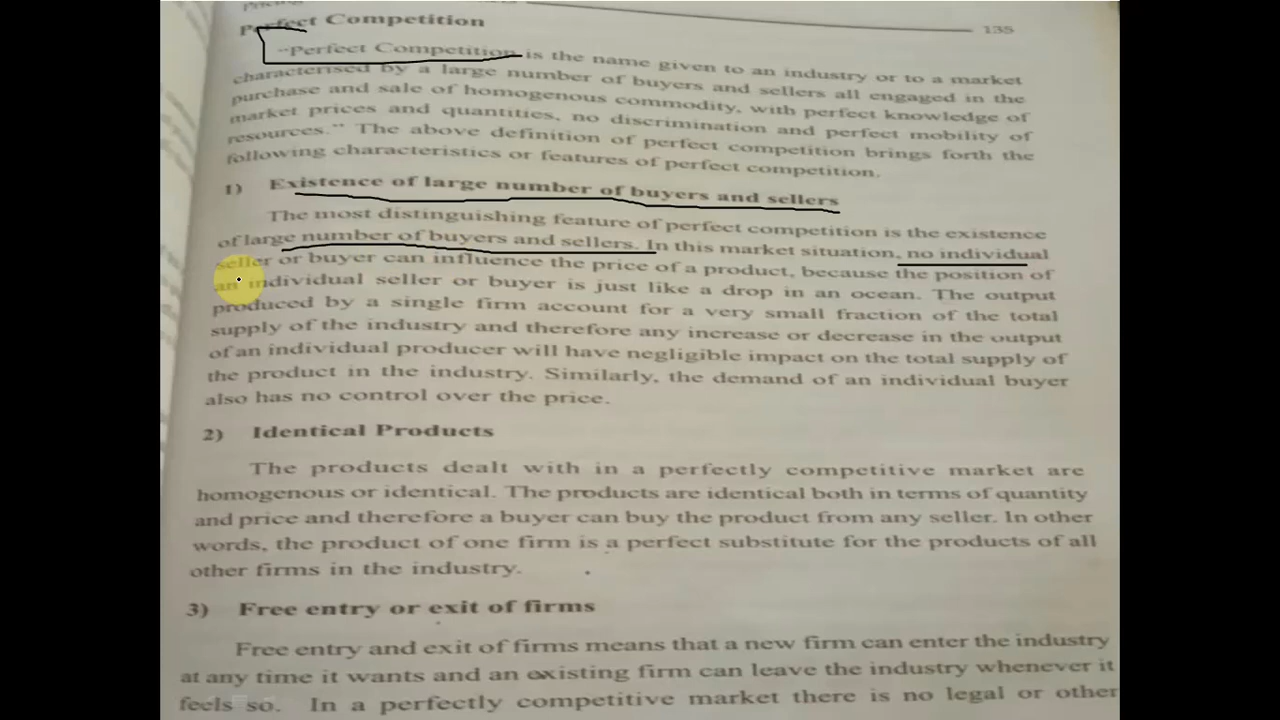 Pricing
135
Perfect Competition
"Perfect Competition is the name given to an industry or to a market
characterised by a large number of buyers and sellers all engaged in the
purchase and sale of homogenous commodity, with perfect knowledge of
market prices and quantities, no discrimination and perfect mobility of
resources." The above definition of perfect competition brings forth the
following characteristics or features of perfect competition.
1) Existence of large number of buyers and sellers
The most distinguishing feature of perfect competition is the existence
of large number of buyers and sellers. In this market situation, no individual
seller or buyer can influence the price of a product, because the position of
an individual seller or buyer is just like a drop in an ocean. The output
produced by a single firm account for a very small fraction of the total
supply of the industry and therefore any increase or decrease in the output
of an individual producer will have negligible impact on the total supply of
the product in the industry. Similarly, the demand of an individual buyer
also has no control over the price.
2) Identical Products
The products dealt with in a perfectly competitive market are
homogenous or identical. The products are identical both in terms of quantity
and price and therefore a buyer can buy the product from any seller. In other
words, the product of one firm is a perfect substitute for the products of all
other firms in the industry.
3) Free entry or exit of firms
Free entry and exit of firms means that a new firm can enter the industry
at any time it wants and an existing firm can leave the industry whenever it
feels so. In a perfectly competitive market there is no legal or other